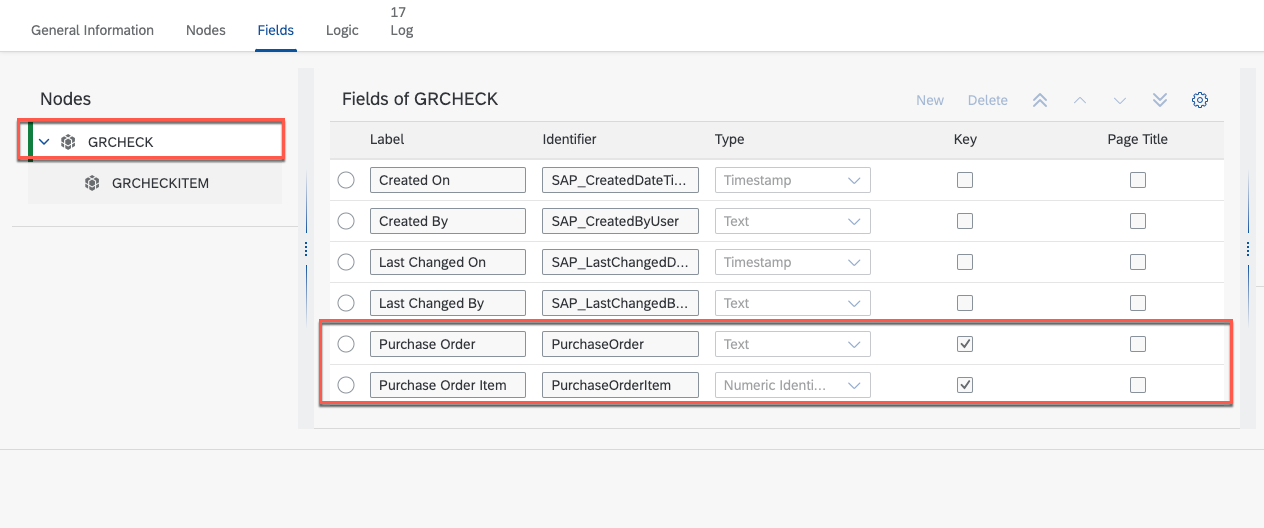 17
General Information Nodes Fields Logic Log
Nodes
Fields of GRCHECK New Delete
Label Identifier Type Key Page Title
GRCHECK
GRCHECKITEM
Created On SAP_CreatedDateTi... Timestamp
Created By SAP_CreatedByUser Text
Last Changed On SAP_LastChangedD... Timestamp
Last Changed By SAP_LastChangedB... Text
Purchase Order PurchaseOrder Text
Purchase Order Item PurchaseOrderItem Numeric Identi...